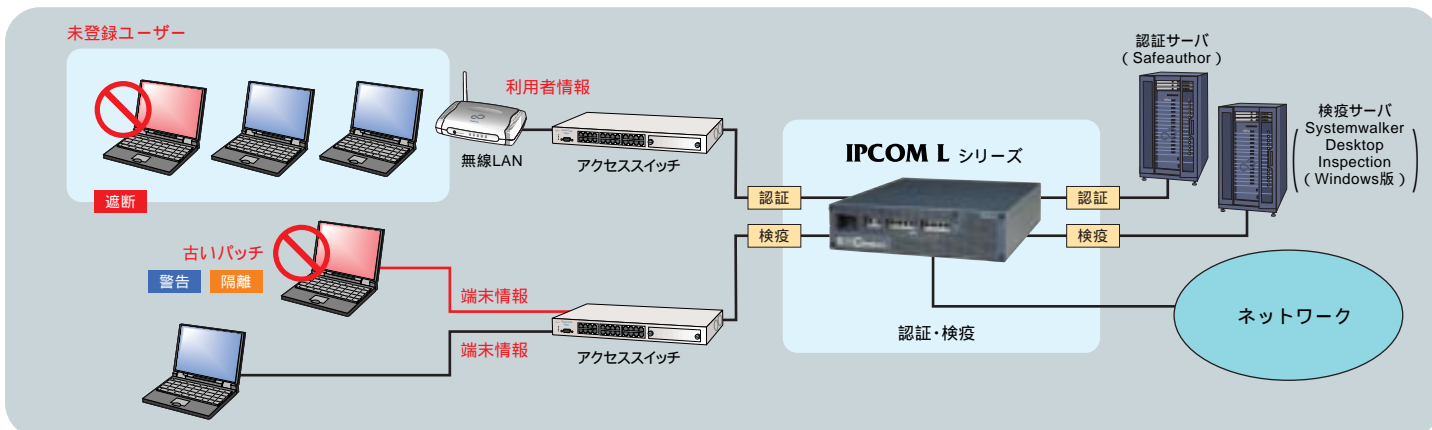 未登録ユーザー
利用者情報
無線LAN
アクセススイッチ
遮断
古いパッチ
警告
隔離
端末情報
端末情報
アクセススイッチ
認証
検疫
IPCOM L シリーズ
認証・検疫
認証
検疫
認証サーバ
( Safeauthor )
検疫サーバ
Systemwalker
Desktop
Inspection
( Windows版 )
ネットワーク